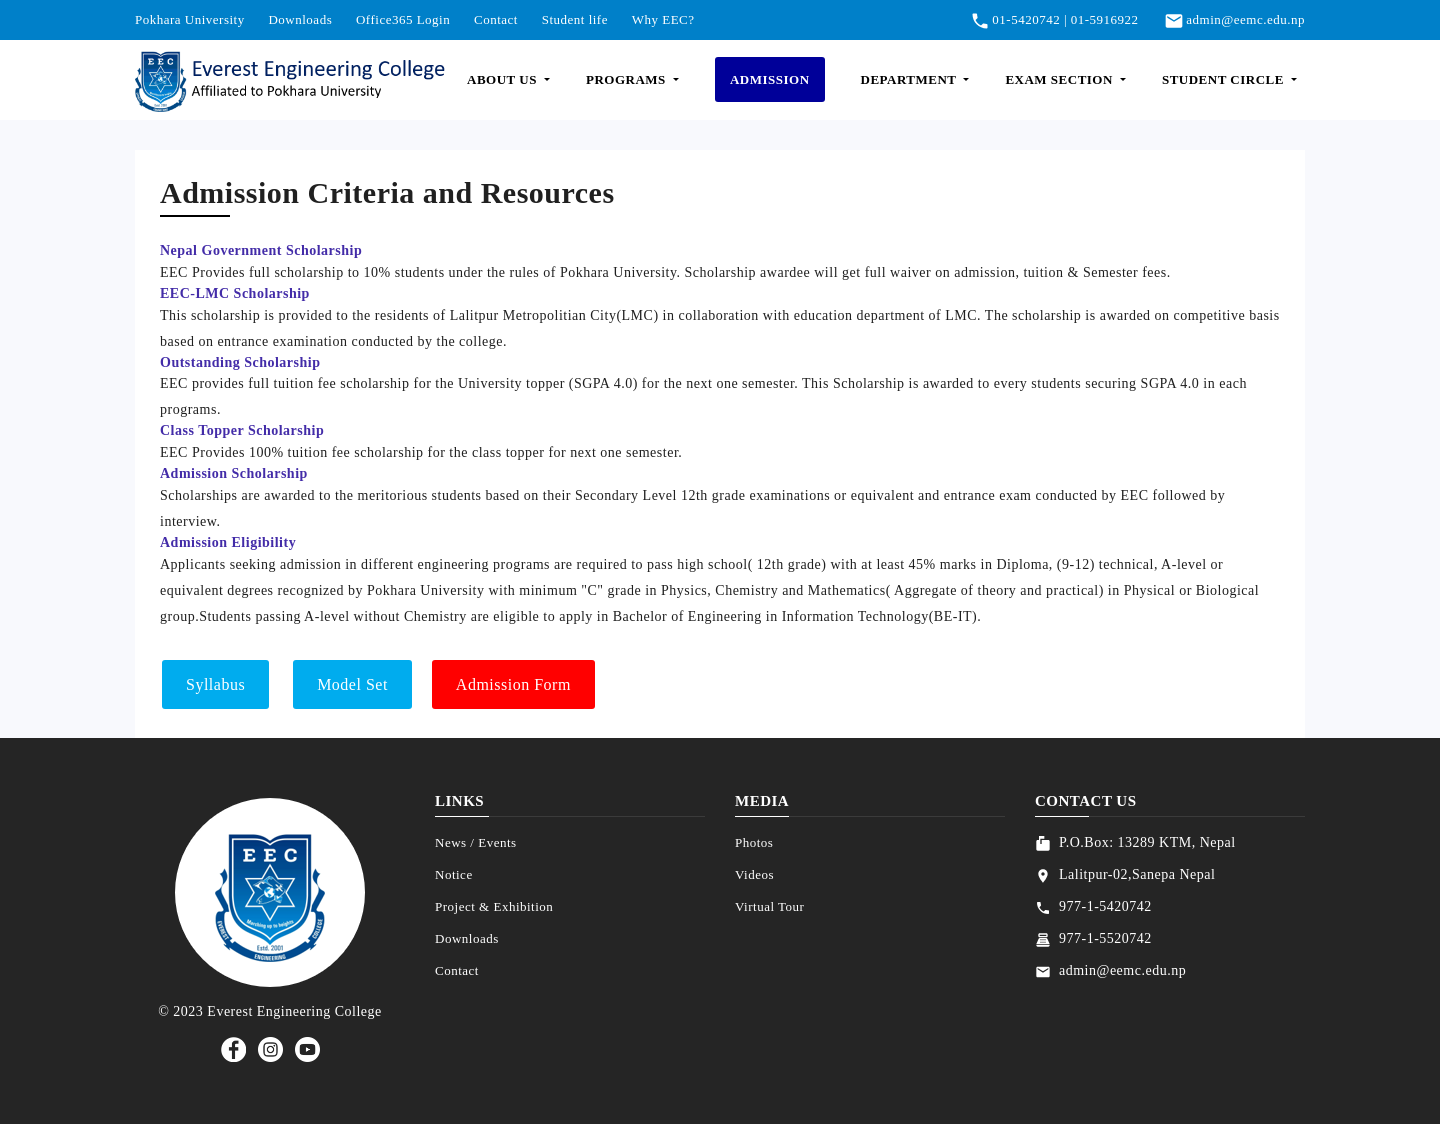 Pokhara University Downloads Office365 Login Contact Student life Why EEC? 01-5420742 | 01-5916922 admin@eemc.edu.np
EEC
Everest Engineering College
Affiliated to Pokhara University
ABOUT US PROGRAMS ADMISSION DEPARTMENT EXAM SECTION STUDENT CIRCLE
Admission Criteria and Resources
Nepal Government Scholarship
EEC Provides full scholarship to 10% students under the rules of Pokhara University. Scholarship awardee will get full waiver on admission, tuition & Semester fees.
EEC-LMC Scholarship
This scholarship is provided to the residents of Lalitpur Metropolitian City(LMC) in collaboration with education department of LMC. The scholarship is awarded on competitive basis
based on entrance examination conducted by the college.
Outstanding Scholarship
EEC provides full tuition fee scholarship for the University topper (SGPA 4.0) for the next one semester. This Scholarship is awarded to every students securing SGPA 4.0 in each
programs.
Class Topper Scholarship
EEC Provides 100% tuition fee scholarship for the class topper for next one semester.
Admission Scholarship
Scholarships are awarded to the meritorious students based on their Secondary Level 12th grade examinations or equivalent and entrance exam conducted by EEC followed by
interview.
Admission Eligibility
Applicants seeking admission in different engineering programs are required to pass high school( 12th grade) with at least 45% marks in Diploma, (9-12) technical, A-level or
equivalent degrees recognized by Pokhara University with minimum "C" grade in Physics, Chemistry and Mathematics( Aggregate of theory and practical) in Physical or Biological
group.Students passing A-level without Chemistry are eligible to apply in Bachelor of Engineering in Information Technology(BE-IT).
Syllabus Model Set Admission Form
EEC
Marching up to heights
Estd. 2001
EVEREST ENGINEERING COLLEGE
© 2023 Everest Engineering College
LINKS
News / Events
Notice
Project & Exhibition
Downloads
Contact
MEDIA
Photos
Videos
Virtual Tour
CONTACT US
P.O.Box: 13289 KTM, Nepal
Lalitpur-02,Sanepa Nepal
977-1-5420742
977-1-5520742
admin@eemc.edu.np